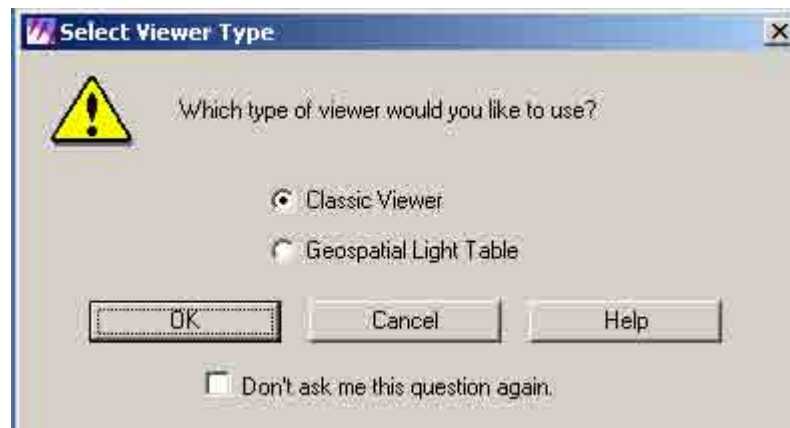 Select Viewer Type
Which type of viewer would you like to use?
Classic Viewer
Geospatial Light Table
OK
Cancel
Help
Don't ask me this question again.